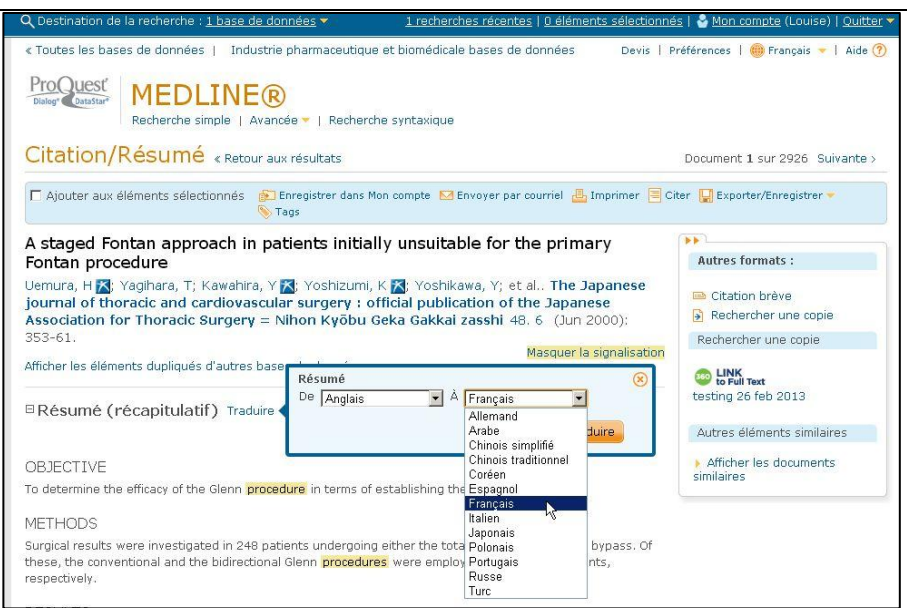 Destination de la recherche : 1 base de données 1 recherches récentes | 0 éléments sélectionnés | Mon compte (Louise) | Quitter
« Toutes les bases de données | Industrie pharmaceutique et biomédicale bases de données Devis | Préférences | Français | Aide ?
ProQuest
Dialog DataStar
MEDLINE®
Recherche simple | Avancée | Recherche syntaxique
Citation/Résumé « Retour aux résultats Document 1 sur 2926 Suivante >
Ajouter aux éléments sélectionnés Enregistrer dans Mon compte Envoyer par courriel Imprimer Citer Exporter/Enregistrer
Tags
A staged Fontan approach in patients initially unsuitable for the primary
Fontan procedure
Uemura, H; Yagihara, T; Kawahira, Y; Yoshizumi, K; Yoshikawa, Y; et al.. The Japanese
journal of thoracic and cardiovascular surgery : official publication of the Japanese
Association for Thoracic Surgery = Nihon Kyōbu Geka Gakkai zasshi 48. 6 (Jun 2000):
353-61.
Masquer la signalisation
Afficher les éléments dupliqués d'autres base
Résumé (récapitulatif) Traduire
Résumé
De Anglais À Français
Allemand
Arabe
Chinois simplifié
Chinois traditionnel
Coréen
Espagnol
Français
Italien
Japonais
Polonais
Portugais
Russe
Turc
duire
OBJECTIVE
To determine the efficacy of the Glenn procedure in terms of establishing the
METHODS
Surgical results were investigated in 248 patients undergoing either the tota bypass. Of
these, the conventional and the bidirectional Glenn procedures were employ nts,
respectively.
Autres formats :
Citation brève
Rechercher une copie
Rechercher une copie
360 LINK
to Full Text
testing 26 feb 2013
Autres éléments similaires
Afficher les documents
similaires